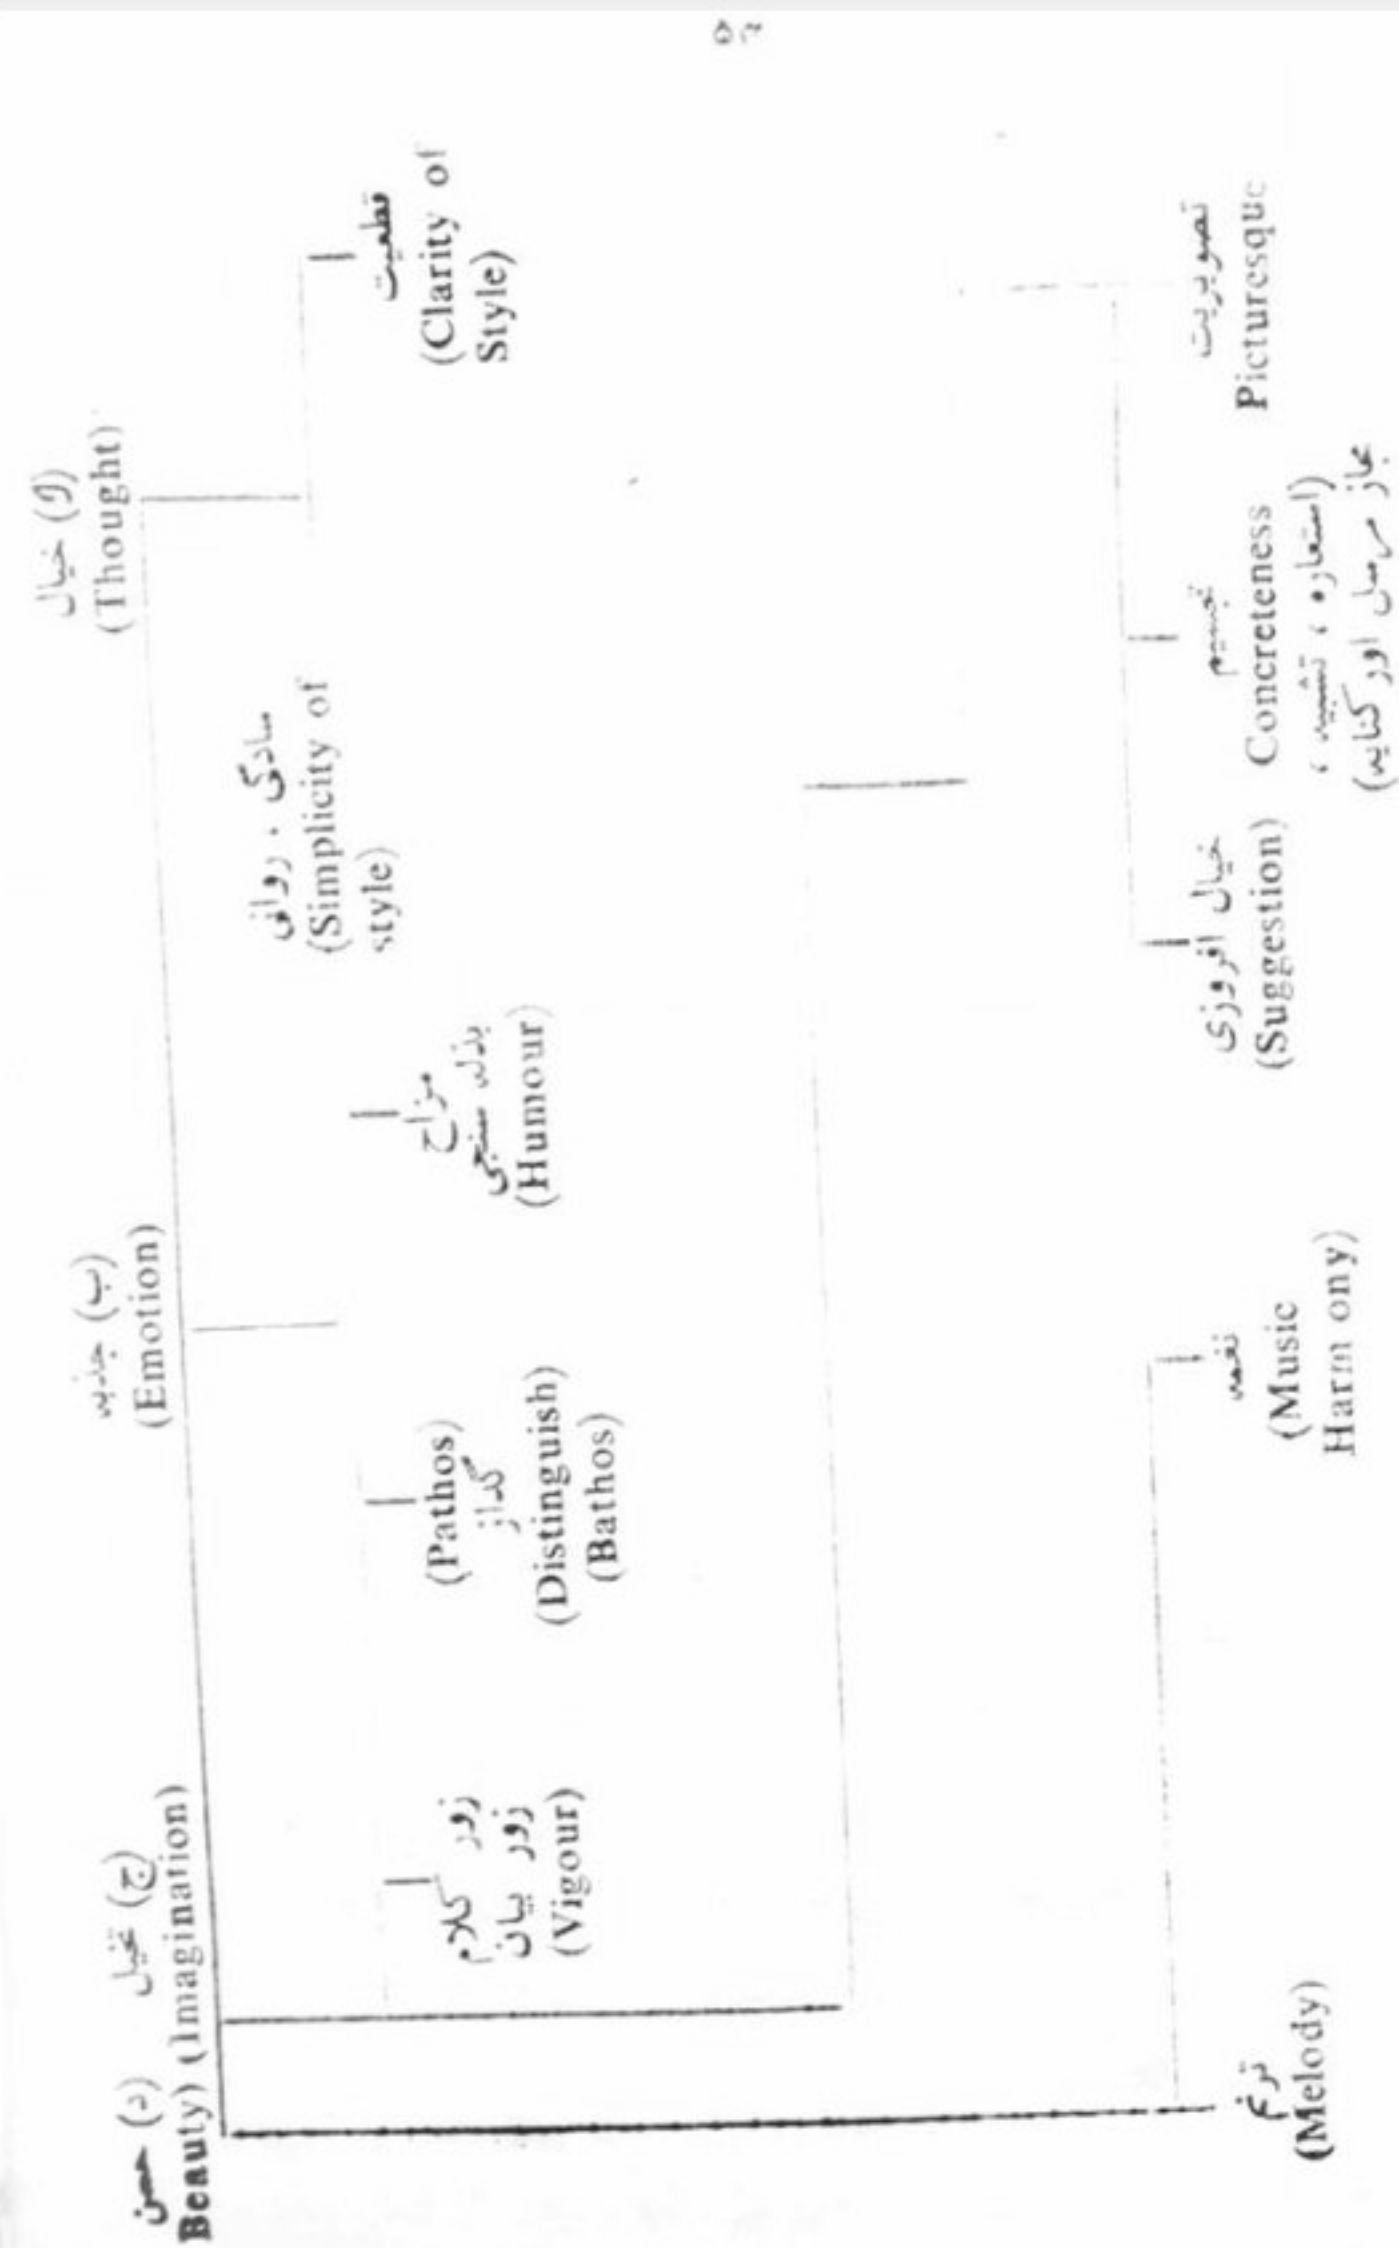 ۵۳
(ا) خیال
(Thought)
(ب) جذبہ
(Emotion)
(ج) تخیل
(Imagination)
(د) حسن
Beauty)
سادگی ، روانی
(Simplicity of
style)
قطعیت
(Clarity of
Style)
زور کلام
زور بیان
(Vigour)
(Pathos)
گداز
(Distinguish)
(Bathos)
مزاح
بذلہ سنجی
(Humour)
ترنم
(Melody)
نغمہ
(Music
Harm ony)
خیال افروزی
(Suggestion)
تجسیم
Concreteness
(استعارہ ، تشبیہ ،
مجاز مرسل اور کنایہ)
تصویریت
Picturesque